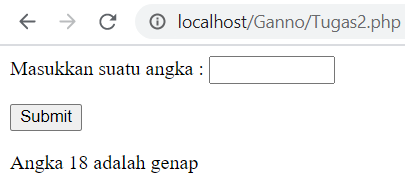 localhost/Ganno/Tugas2.php
Masukkan suatu angka :
Submit
Angka 18 adalah genap